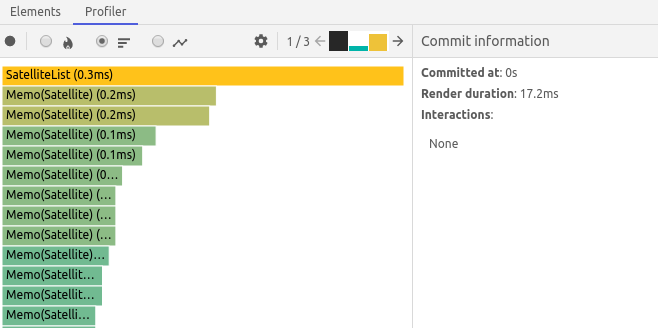 Elements Profiler
1 / 3
Commit information
SatelliteList (0.3ms)
Memo(Satellite) (0.2ms)
Memo(Satellite) (0.2ms)
Memo(Satellite) (0.1ms)
Memo(Satellite) (0.1ms)
Memo(Satellite) (0...
Memo(Satellite) (...
Memo(Satellite) (...
Memo(Satellite) (...
Memo(Satellite)...
Memo(Satellit...
Memo(Satellit...
Memo(Satelli...
Committed at: 0s
Render duration: 17.2ms
Interactions:
None